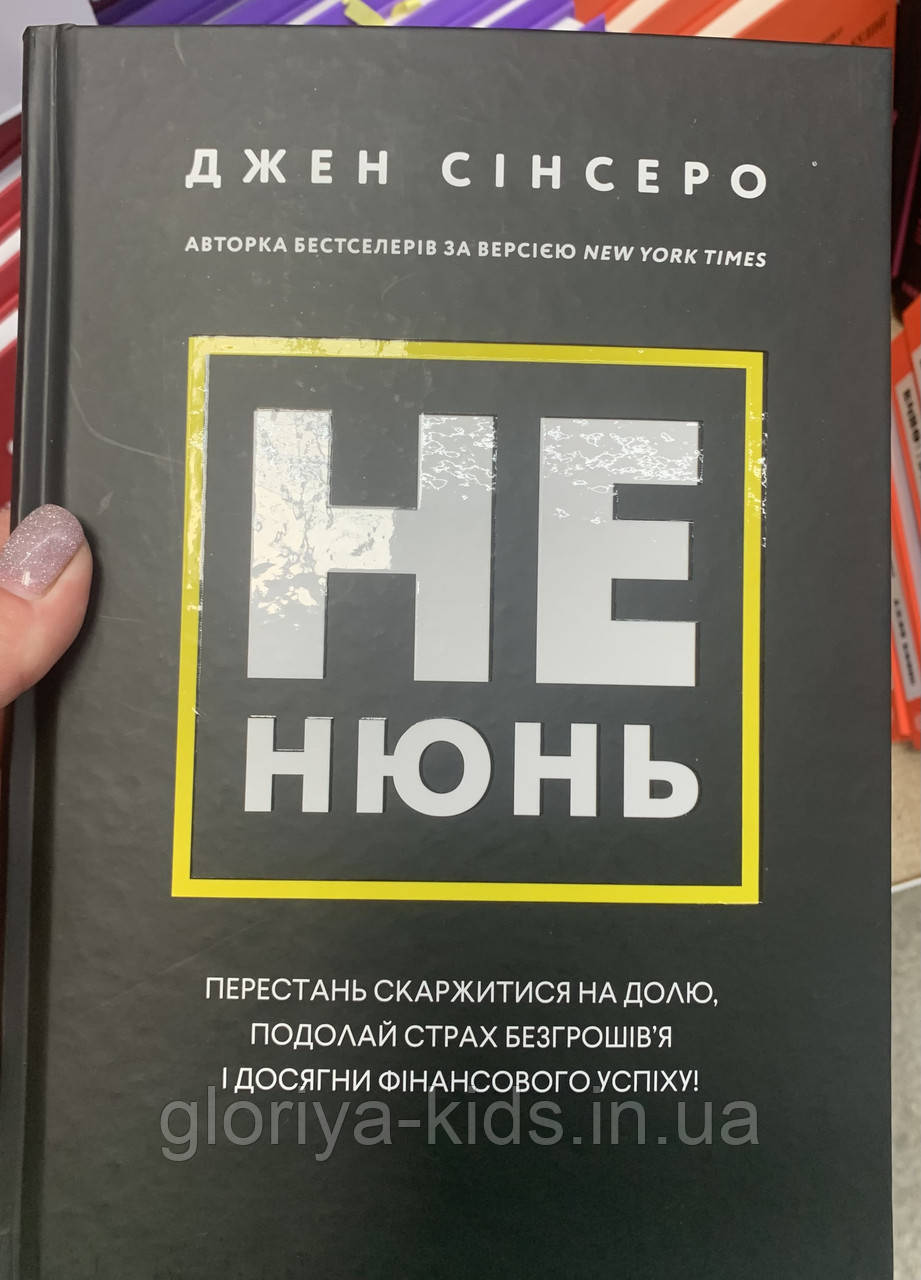 ДЖЕН СІНСЕРО
АВТОРКА БЕСТСЕЛЕРІВ ЗА ВЕРСІЄЮ NEW YORK TIMES
НЕ
НЮНЬ
ПЕРЕСТАНЬ СКАРЖИТИСЯ НА ДОЛЮ,
ПОДОЛАЙ СТРАХ БЕЗГРОШІВ'Я
І ДОСЯГНИ ФІНАНСОВОГО УСПІХУ!
gloriya-kids.in.ua